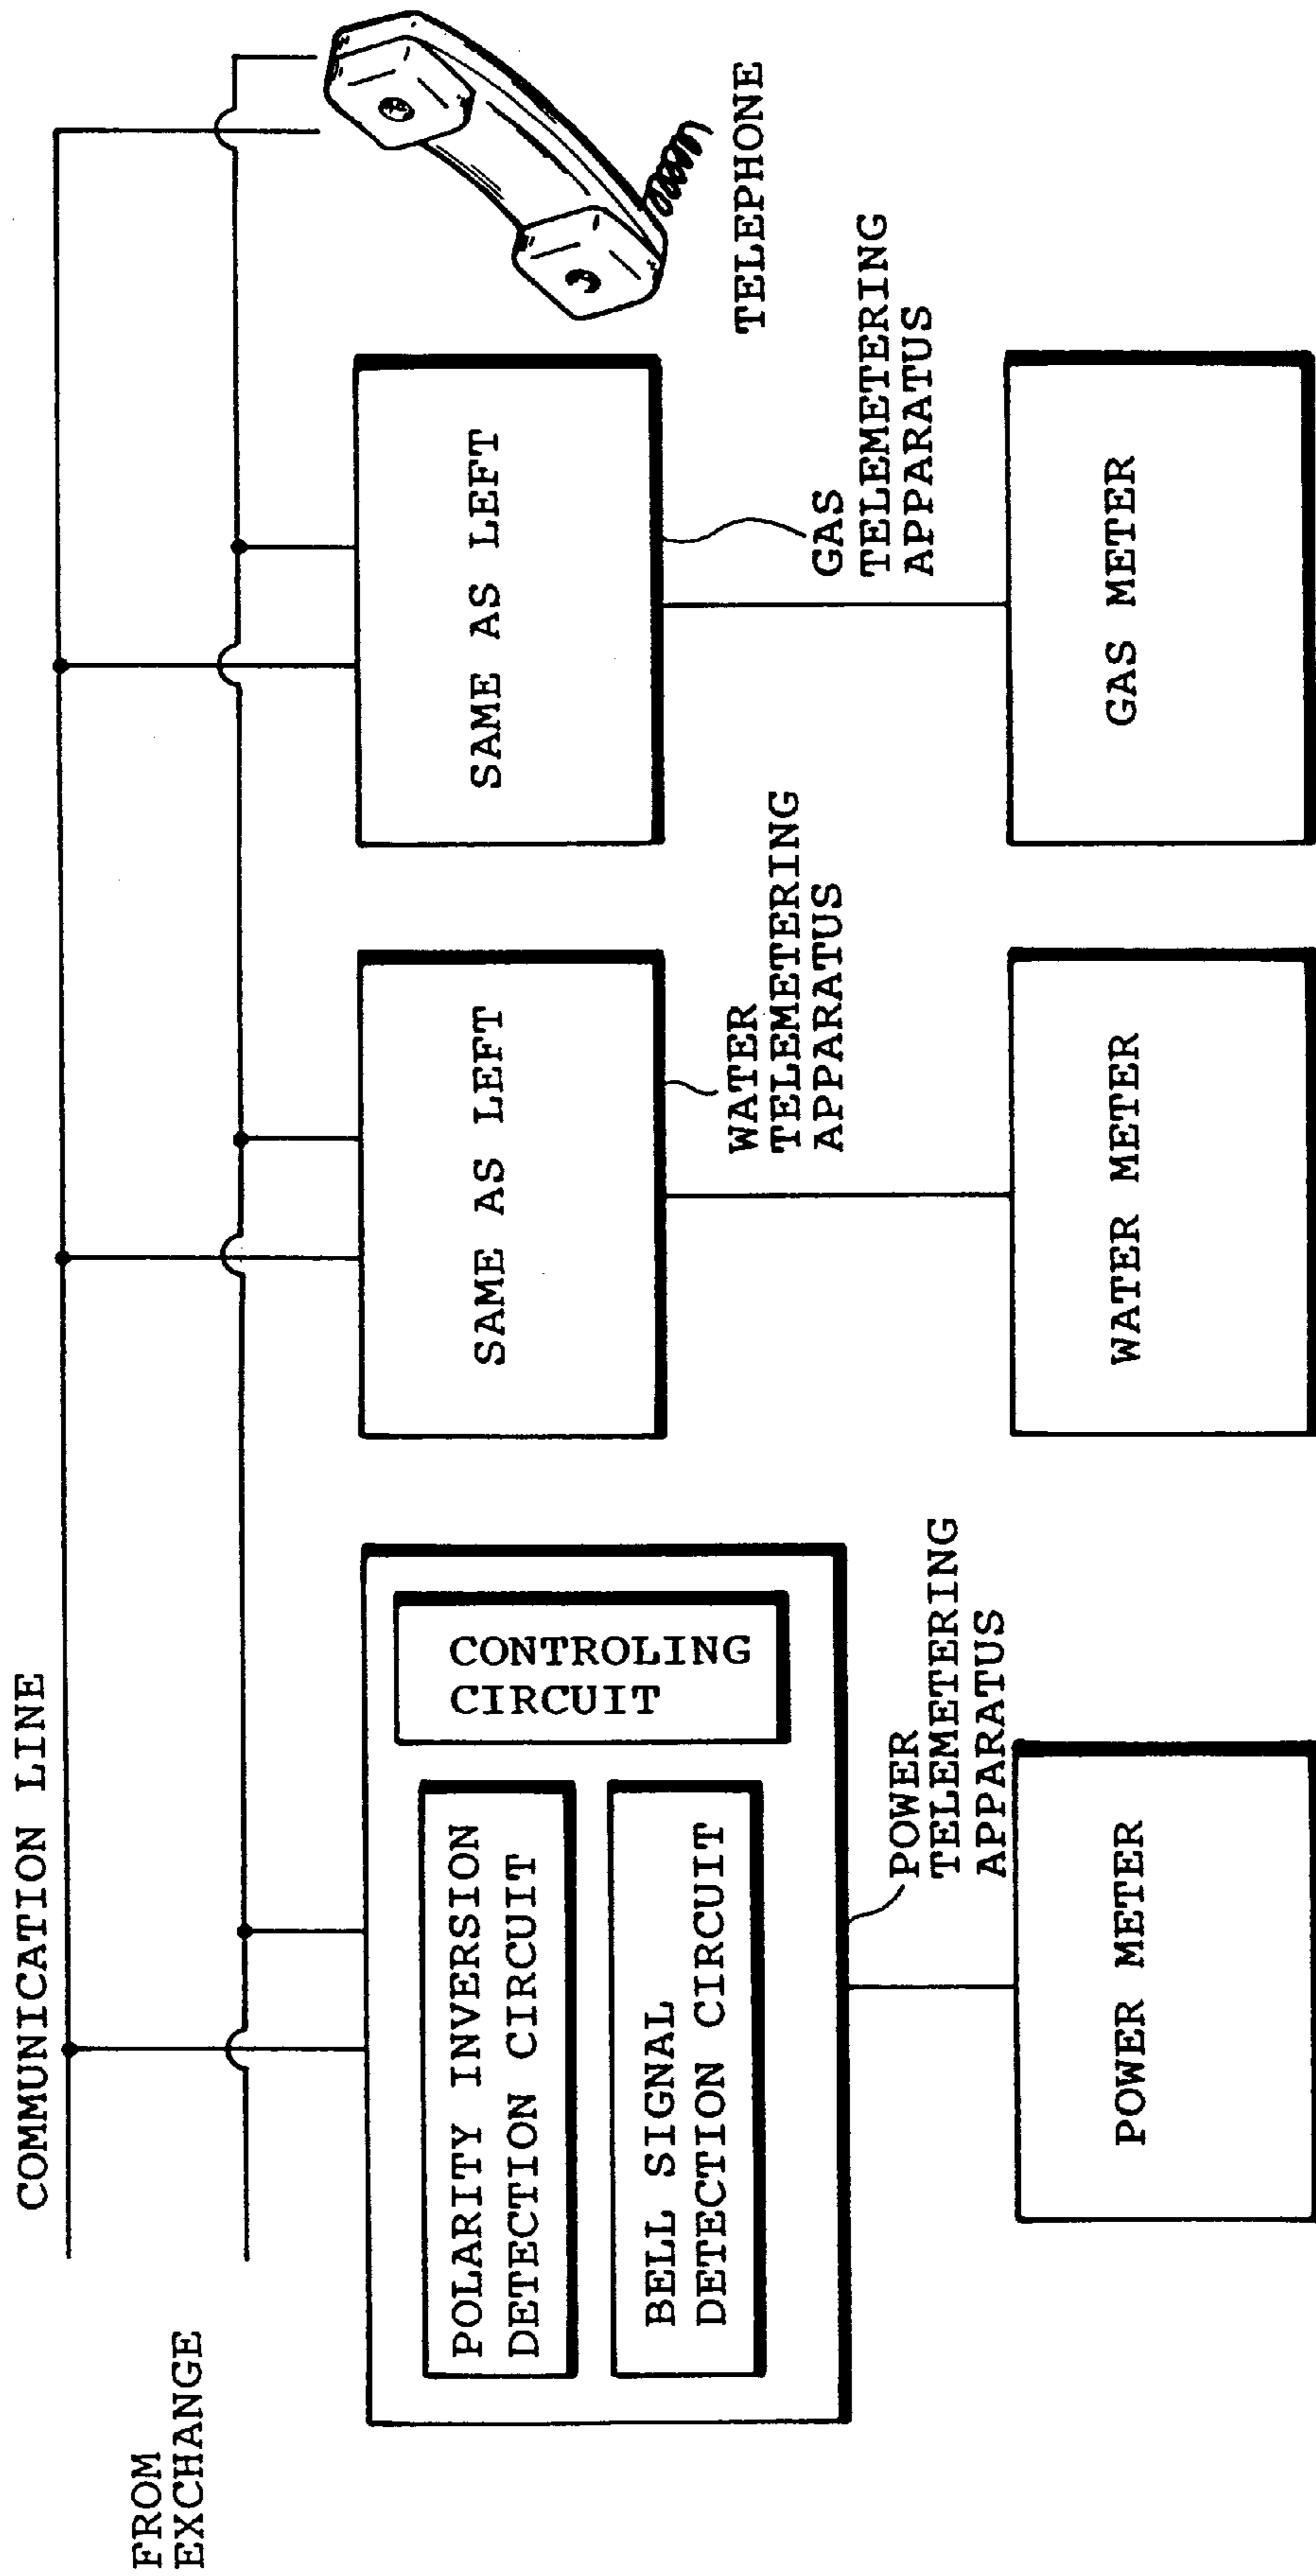 FROM
EXCHANGE
COMMUNICATION LINE
POLARITY INVERSION
DETECTION CIRCUIT
BELL SIGNAL
DETECTION CIRCUIT
CONTROLING
CIRCUIT
POWER
TELEMETERING
APPARATUS
POWER METER
SAME AS LEFT
WATER
TELEMETERING
APPARATUS
WATER METER
SAME AS LEFT
GAS
TELEMETERING
APPARATUS
GAS METER
TELEPHONE